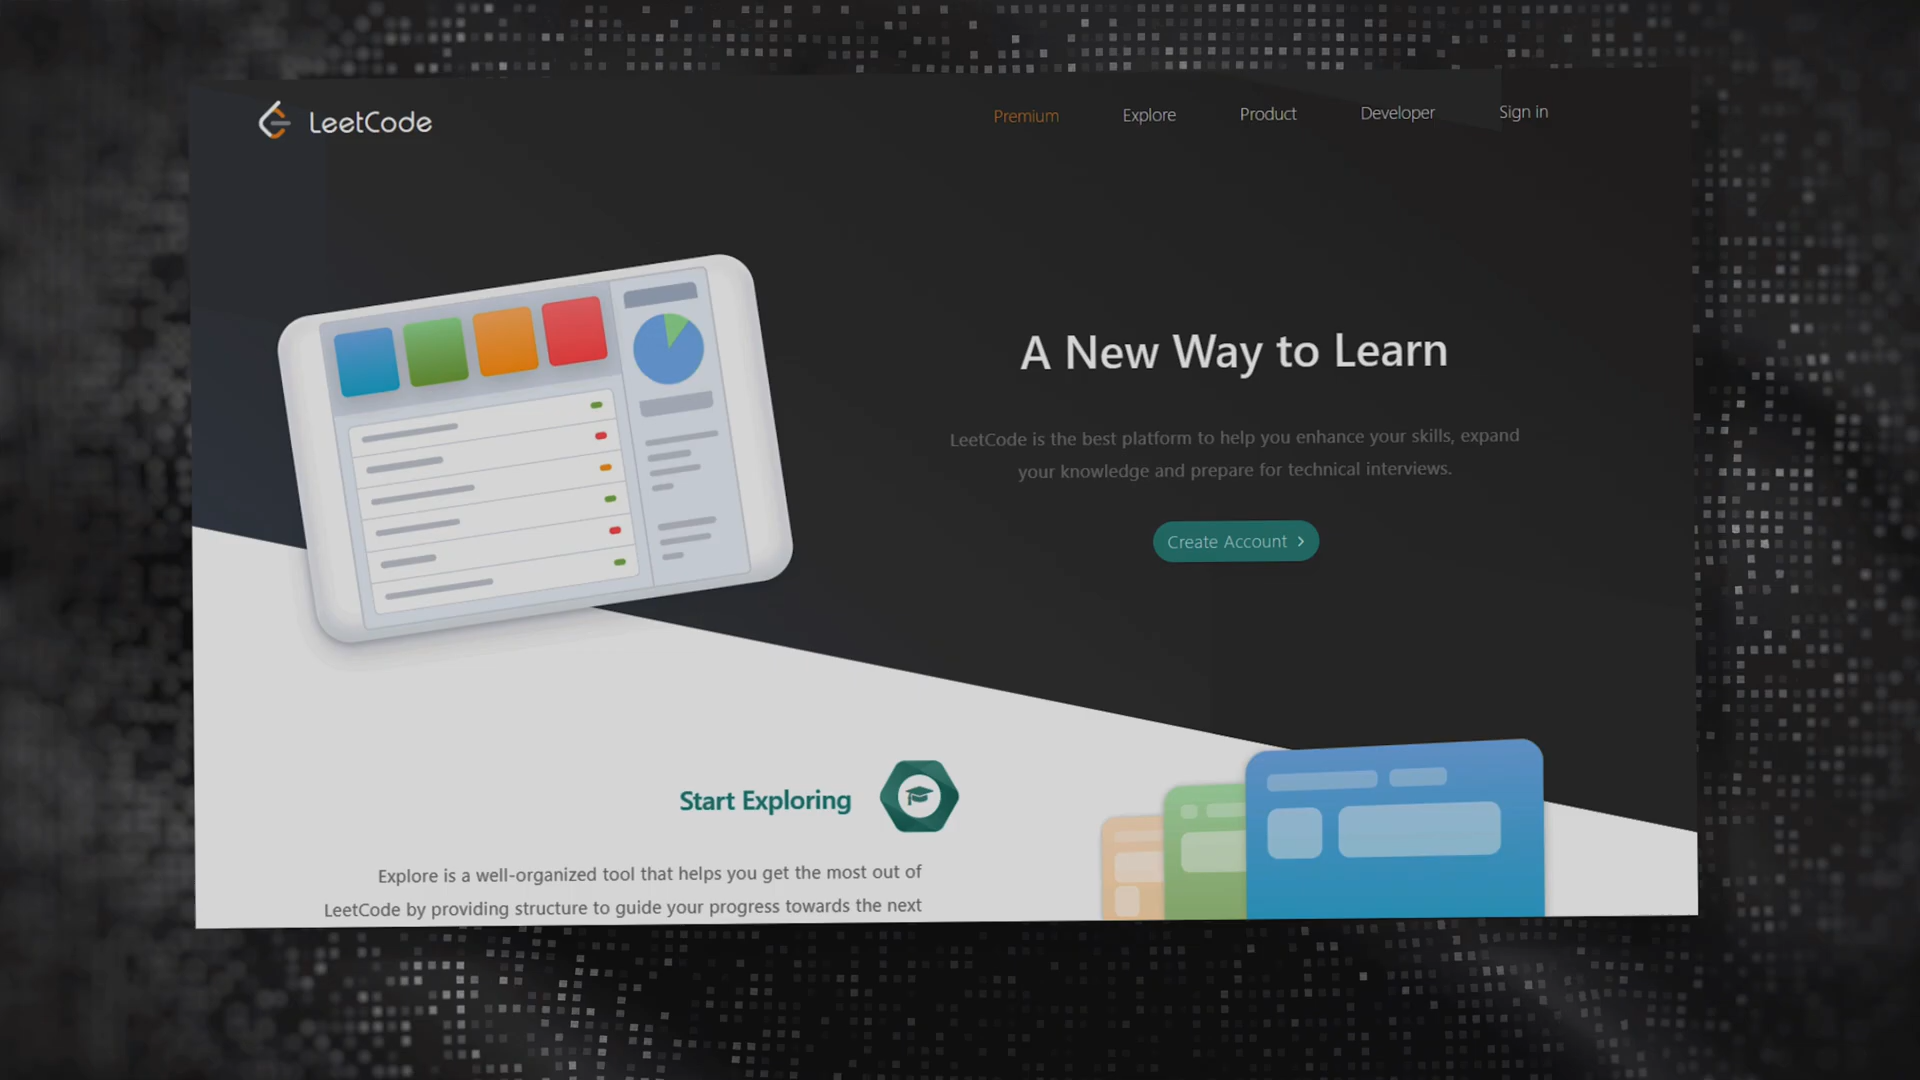 LeetCode
Premium Explore Product Developer Sign in
A New Way to Learn
LeetCode is the best platform to help you enhance your skills, expand
your knowledge and prepare for technical interviews.
Create Account >
Start Exploring
Explore is a well-organized tool that helps you get the most out of
LeetCode by providing structure to guide your progress towards the next